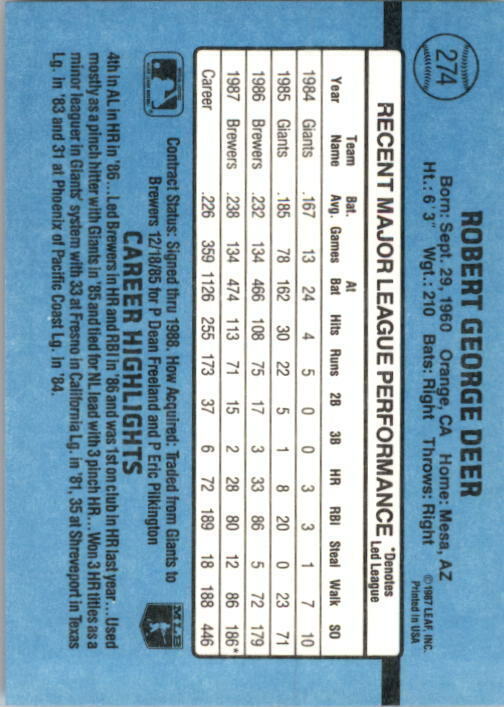 274
ROBERT GEORGE DEER
Born: Sept. 29, 1960 Orange, CA Home: Mesa, AZ
Ht.: 6' 3" Wgt.: 210 Bats: Right Throws: Right
©1987 LEAF, INC.
Printed in USA
RECENT MAJOR LEAGUE PERFORMANCE *Denotes Led League
Year Team Name Bat. Avg. Games At Bat Hits Runs 2B 3B HR RBI Steal Walk SO
1984 Giants .167 13 24 4 5 0 0 3 3 1 7 10
1985 Giants .185 78 162 30 22 5 1 8 20 0 23 71
1986 Brewers .232 134 466 108 75 17 3 33 86 5 72 179
1987 Brewers .238 134 474 113 71 15 2 28 80 12 86 186*
Career .226 359 1126 255 173 37 6 72 189 18 188 446
Contract Status: Signed thru 1988. How Acquired: Traded from Giants to
Brewers 12/18/85 for P Dean Freeland and P Eric Pilkington
MLB
CAREER HIGHLIGHTS
4th in AL in HR in '86...Led Brewers in HR and RBI in '86 and was 1st on club in HR last year...Used
mostly as a pinch hitter with Giants in '85 and tied for NL lead with 3 pinch HR...Won 3 HR titles as a
minor leaguer in Giants' system with 33 at Fresno in California Lg. in '81, 35 at Shreveport in Texas
Lg. in '83 and 31 at Phoenix of Pacific Coast Lg. in '84.